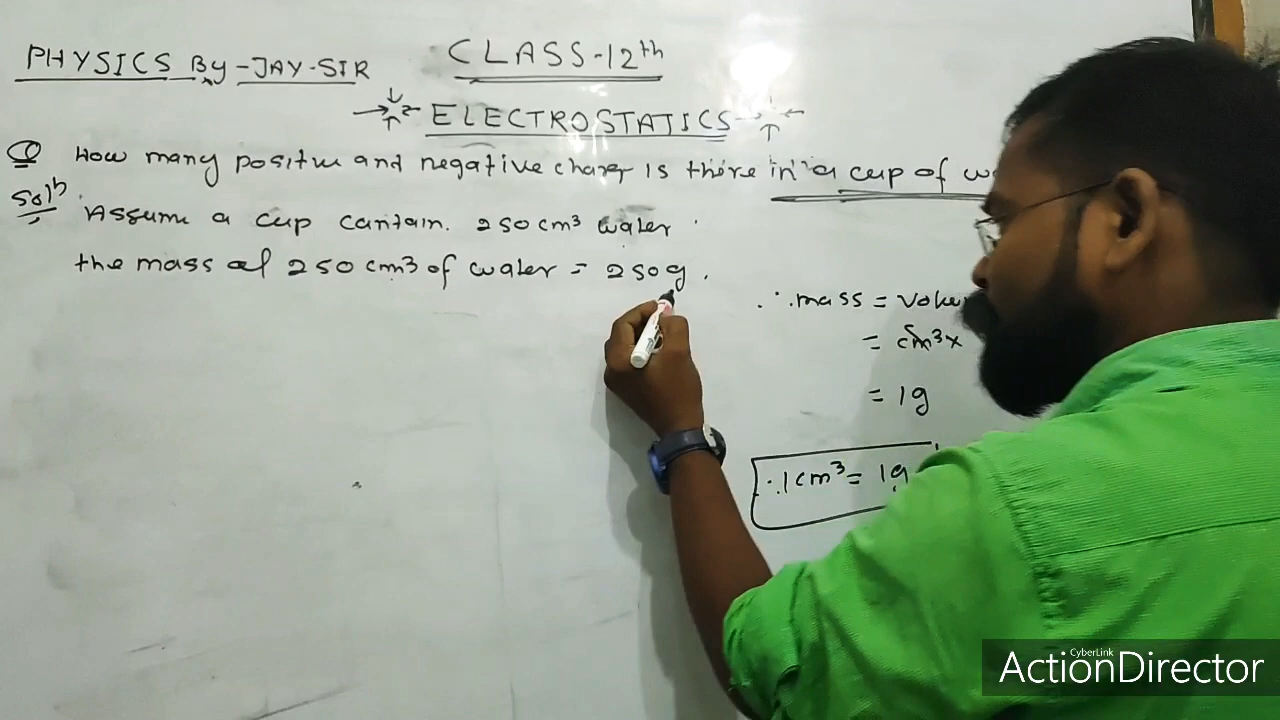 PHYSICS By-JAY-SIR
CLASS-12th
ELECTROSTATICS
Q How many positive and negative charge is there in a cup of
Soln. Assume a cup contain. 250 cm³ water.
the mass of 250 cm³ of water = 250g.
∴ mass =
= cm³ x
= 1g
∴ 1cm³ = 1g
CyberLink
ActionDirector